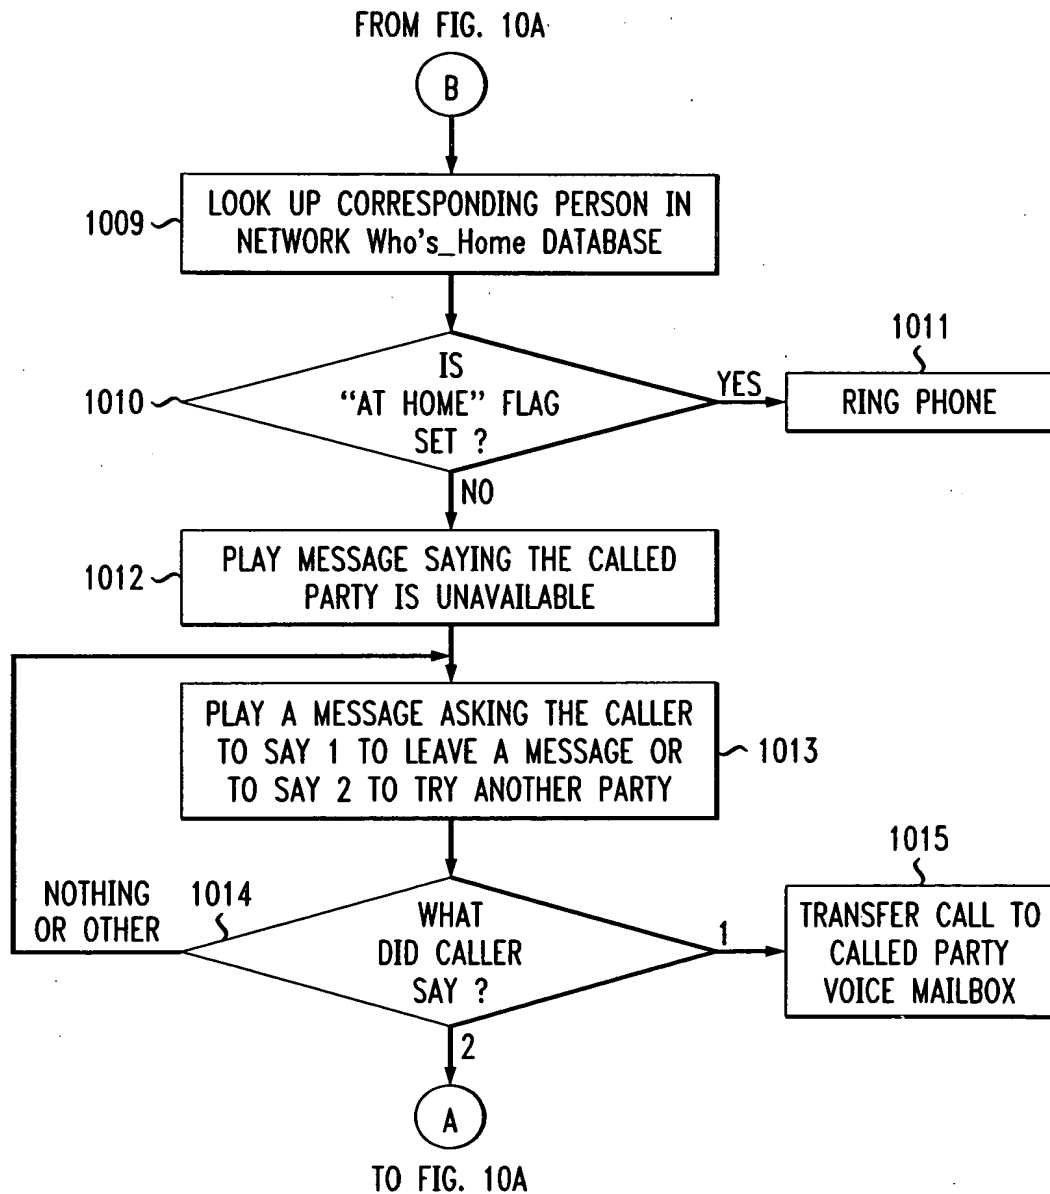 FROM FIG. 10A
B
1009
LOOK UP CORRESPONDING PERSON IN
NETWORK Who's_Home DATABASE
1010
IS
“AT HOME” FLAG
SET ?
YES
1011
RING PHONE
NO
1012
PLAY MESSAGE SAYING THE CALLED
PARTY IS UNAVAILABLE
PLAY A MESSAGE ASKING THE CALLER
TO SAY 1 TO LEAVE A MESSAGE OR
TO SAY 2 TO TRY ANOTHER PARTY
1013
NOTHING
OR OTHER
1014
WHAT
DID CALLER
SAY ?
1
1015
TRANSFER CALL TO
CALLED PARTY
VOICE MAILBOX
2
A
TO FIG. 10A